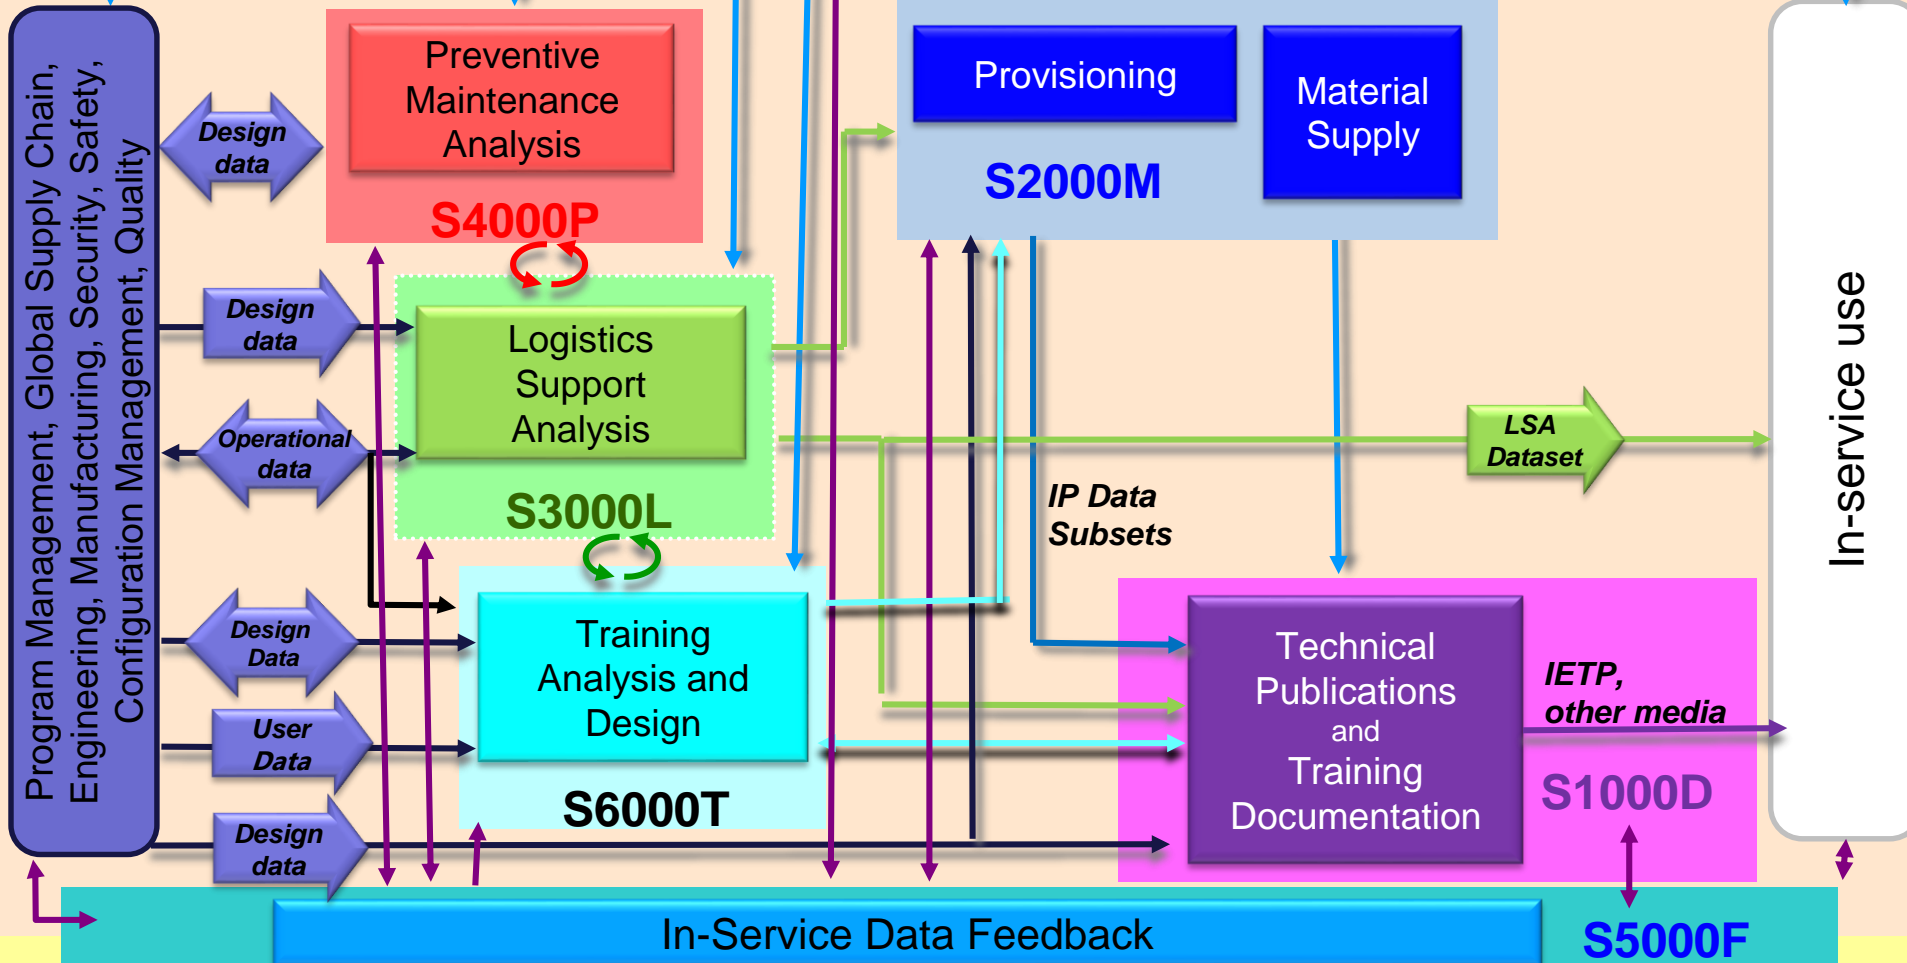 Program Management, Global Supply Chain,
Engineering, Manufacturing, Security, Safety,
Configuration Management, Quality
Design
data
Preventive
Maintenance
Analysis
S4000P
Provisioning
Material
Supply
S2000M
Design
data
Logistics
Support
Analysis
S3000L
Operational
data
LSA
Dataset
In-service use
IP Data
Subsets
Design
Data
Training
Analysis and
Design
S6000T
User
Data
Technical
Publications
and
Training
Documentation
IETP,
other media
S1000D
Design
data
In-Service Data Feedback
S5000F